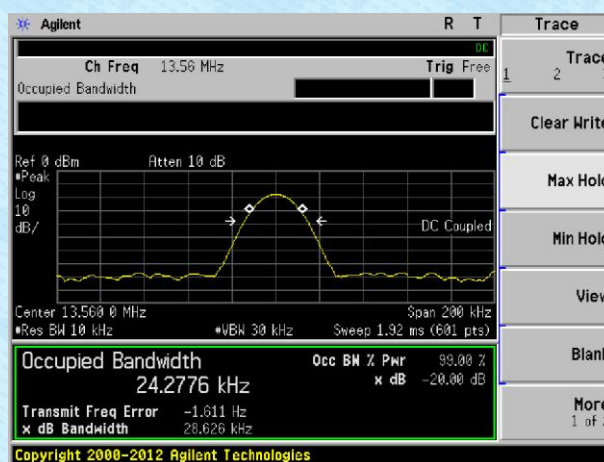 Agilent R T Trace
DC
Ch Freq 13.56 MHz Trig Free
Occupied Bandwidth
Trace
1 2
Clear Write
Max Hold
Min Hold
View
Blank
More
1 of
Ref 0 dBm Atten 10 dB
#Peak
Log
10
dB/
DC Coupled
Center 13.560 0 MHz Span 200 kHz
#Res BW 10 kHz #VBW 30 kHz Sweep 1.92 ms (601 pts)
Occupied Bandwidth Occ BW % Pwr 99.00 %
24.2776 kHz x dB -20.00 dB
Transmit Freq Error -1.611 Hz
x dB Bandwidth 28.626 kHz
Copyright 2000-2012 Agilent Technologies